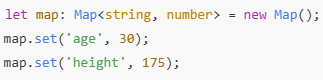 let map: Map<string, number> = new Map();
map.set('age', 30);
map.set('height', 175);